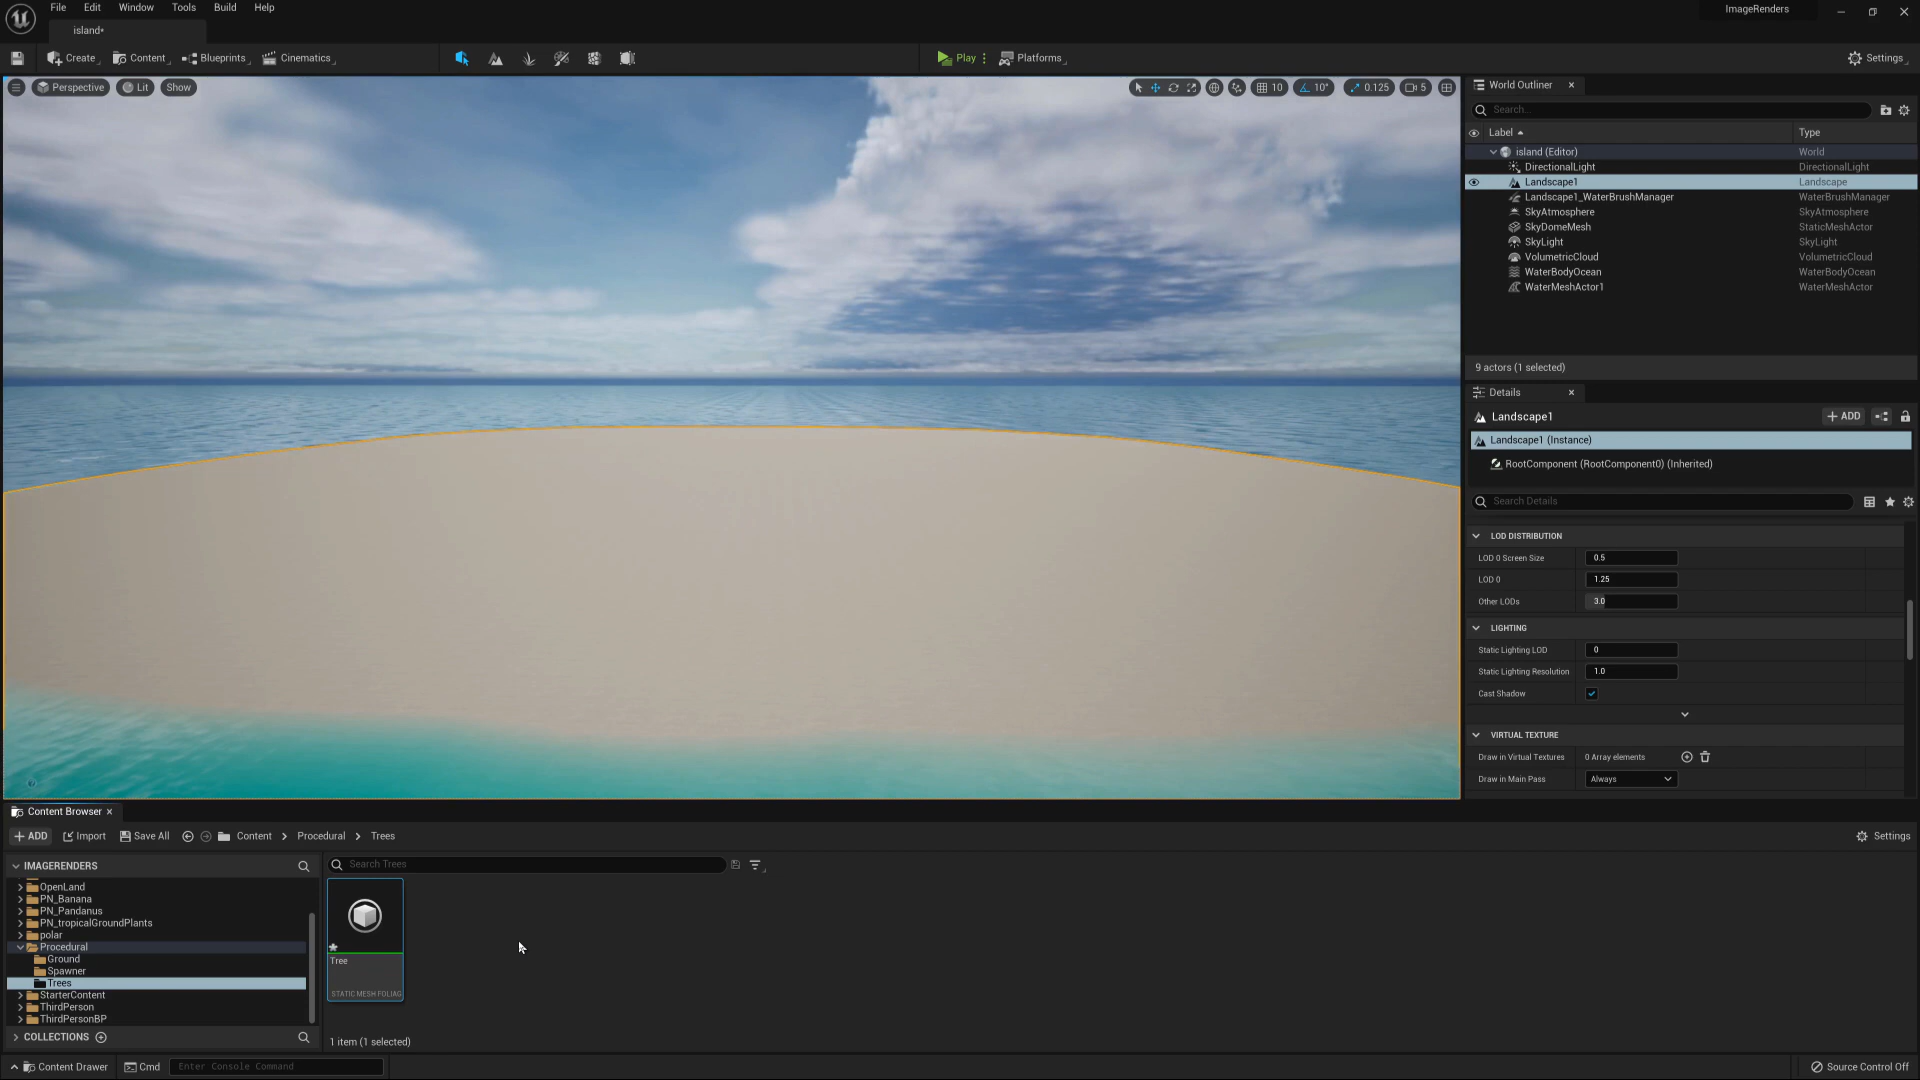 File Edit Window Tools Build Help
ImageRenders
island*
Create Content Blueprints Cinematics
Play Platforms
Settings
Perspective Lit Show
10 10° 0.125 5
World Outliner
Search...
Label Type
island (Editor) World
DirectionalLight DirectionalLight
Landscape1 Landscape
Landscape1_WaterBrushManager WaterBrushManager
SkyAtmosphere SkyAtmosphere
SkyDomeMesh StaticMeshActor
SkyLight SkyLight
VolumetricCloud VolumetricCloud
WaterBodyOcean WaterBodyOcean
WaterMeshActor1 WaterMeshActor
9 actors (1 selected)
Details
Landscape1
+ ADD
Landscape1 (Instance)
RootComponent (RootComponent0) (Inherited)
Search Details
LOD DISTRIBUTION
LOD 0 Screen Size 0.5
LOD 0 1.25
Other LODs 3.0
LIGHTING
Static Lighting LOD 0
Static Lighting Resolution 1.0
Cast Shadow
VIRTUAL TEXTURE
Draw in Virtual Textures 0 Array elements
Draw in Main Pass Always
Content Browser
+ ADD Import Save All Content > Procedural > Trees
Settings
IMAGERENDERS
Search Trees
OpenLand
PN_Banana
PN_Pandanus
PN_tropicalGroundPlants
polar
Procedural
Ground
Spawner
Trees
StarterContent
ThirdPerson
ThirdPersonBP
COLLECTIONS
Tree
STATIC MESH FOLIAG
1 item (1 selected)
Content Drawer Cmd Enter Console Command
Source Control Off